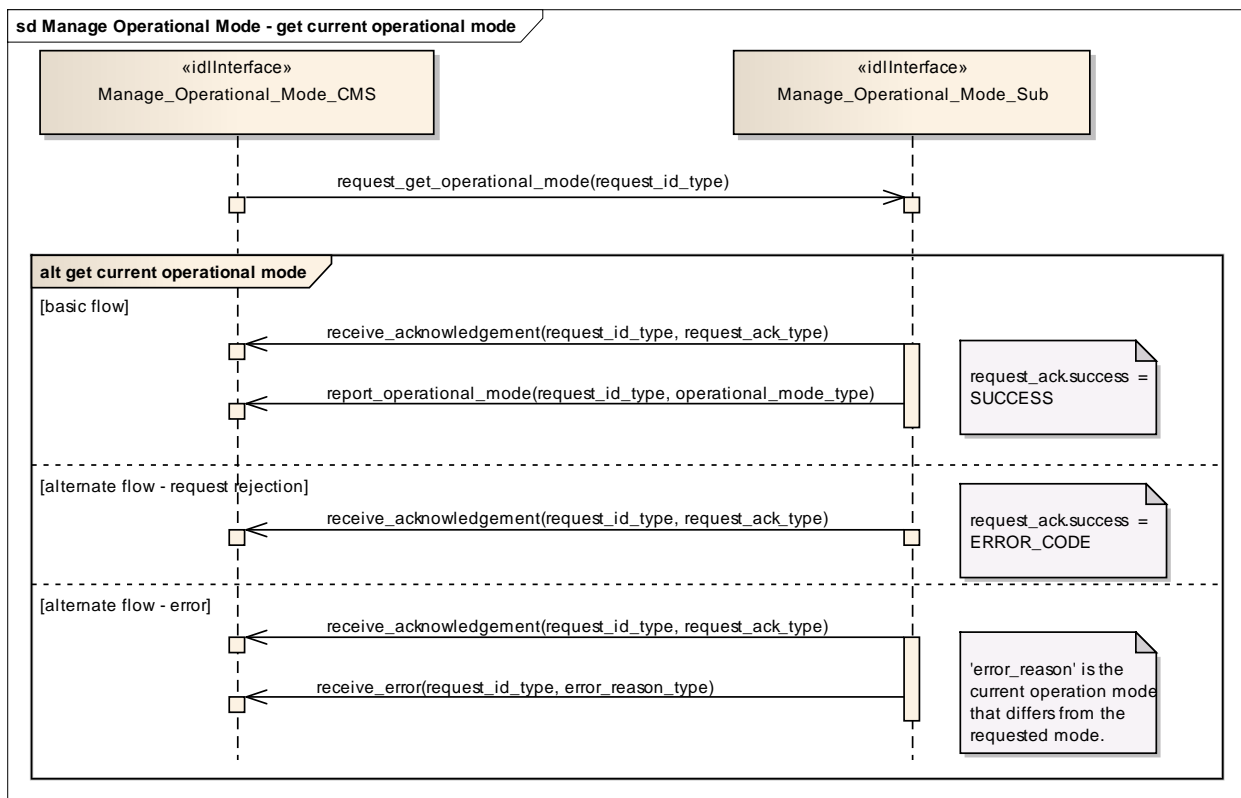 sd Manage Operational Mode - get current operational mode
«idlInterface»
Manage_Operational_Mode_CMS
«idlInterface»
Manage_Operational_Mode_Sub
request_get_operational_mode(request_id_type)
alt get current operational mode
[basic flow]
receive_acknowledgement(request_id_type, request_ack_type)
report_operational_mode(request_id_type, operational_mode_type)
request_ack.success =
SUCCESS
[alternate flow - request rejection]
receive_acknowledgement(request_id_type, request_ack_type)
request_ack.success =
ERROR_CODE
[alternate flow - error]
receive_acknowledgement(request_id_type, request_ack_type)
receive_error(request_id_type, error_reason_type)
'error_reason' is the
current operation mode
that differs from the
requested mode.